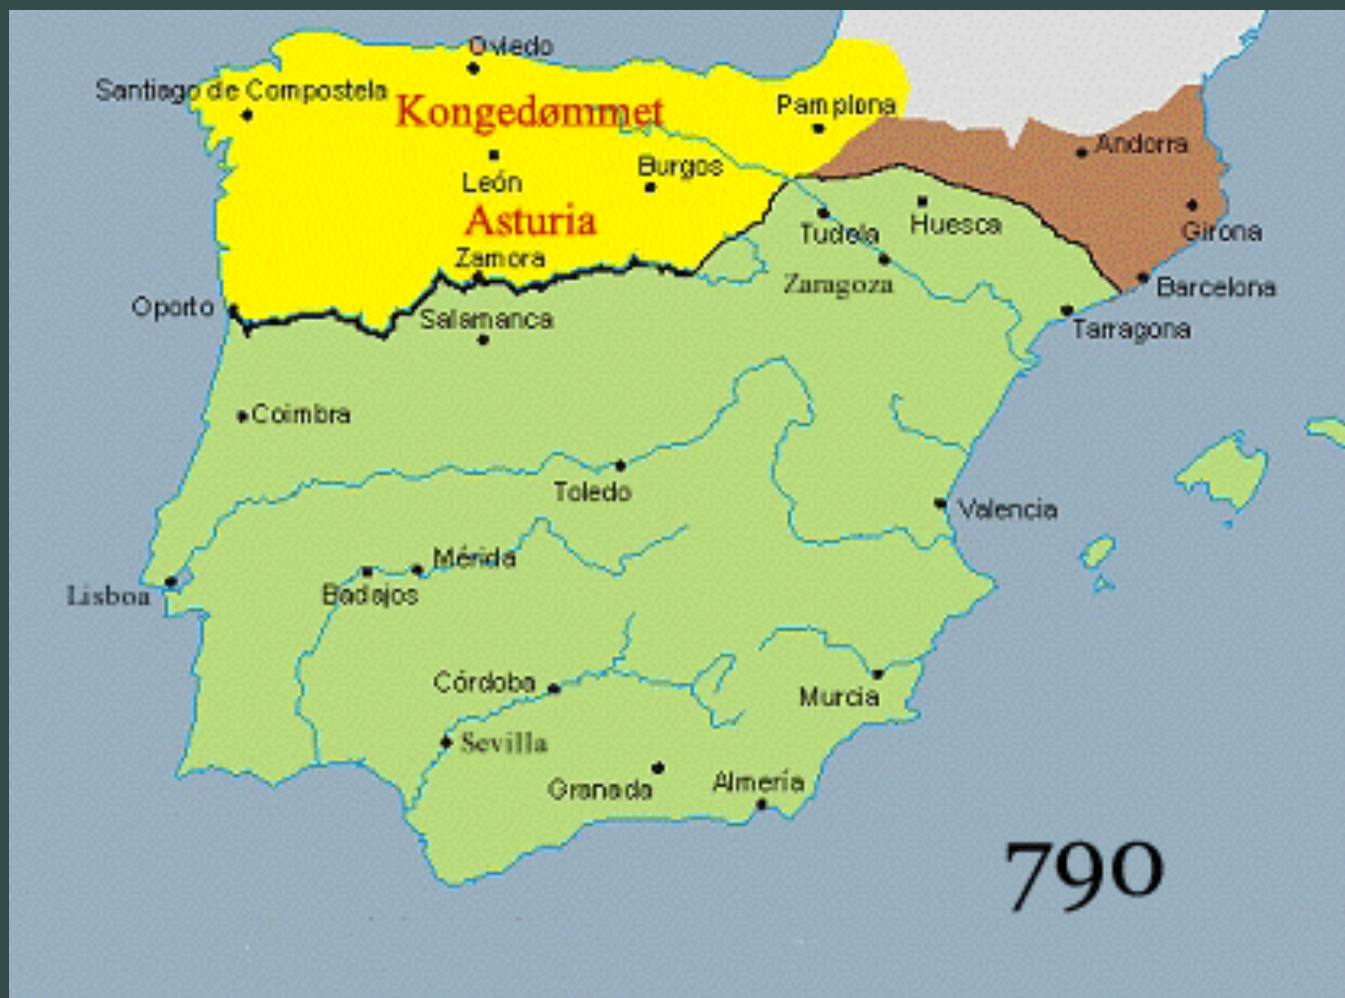 Oviedo
Santiago de Compostela
Kongedømmet
Pamplona
Andorra
León
Burgos
Asturia
Tudela
Huesca
Girona
Zamora
Zaragoza
Barcelona
Oporto
Salamanca
Tarragona
Coimbra
Toledo
Valencia
Mérida
Lisboa
Badajos
Córdoba
Murcia
Sevilla
Granada
Almería
790